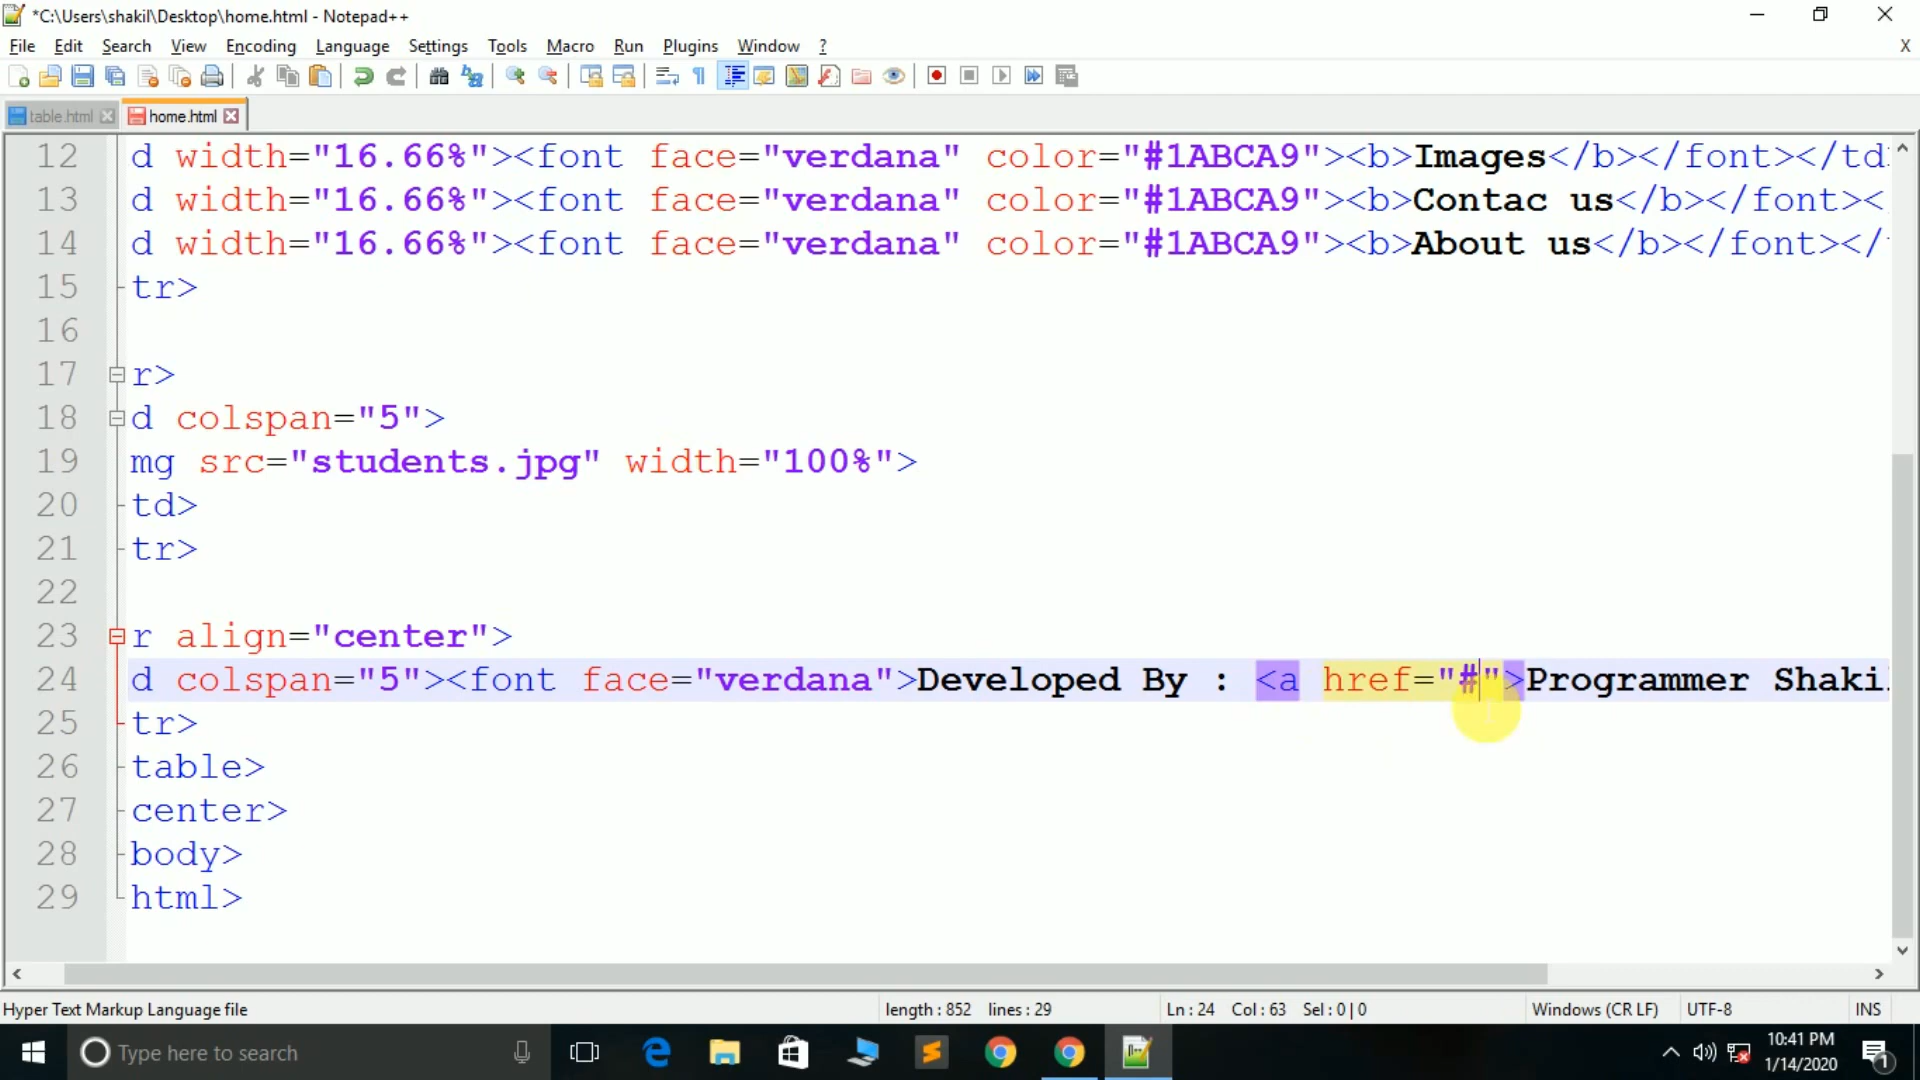 *C:\Users\shakil\Desktop\home.html - Notepad++
File Edit Search View Encoding Language Settings Tools Macro Run Plugins Window ? X
table.html home.html
12 d width="16.66%"><font face="verdana" color="#1ABCA9"><b>Images</b></font></td
13 d width="16.66%"><font face="verdana" color="#1ABCA9"><b>Contac us</b></font><
14 d width="16.66%"><font face="verdana" color="#1ABCA9"><b>About us</b></font></
15 tr>
16
17 r>
18 d colspan="5">
19 mg src="students.jpg" width="100%">
20 td>
21 tr>
22
23 r align="center">
24 d colspan="5"><font face="verdana">Developed By : <a href="#">Programmer Shakil
25 tr>
26 table>
27 center>
28 body>
29 html>
Hyper Text Markup Language file length : 852 lines : 29 Ln : 24 Col : 63 Sel : 0 | 0 Windows (CR LF) UTF-8 INS
Type here to search
10:41 PM
1/14/2020
1